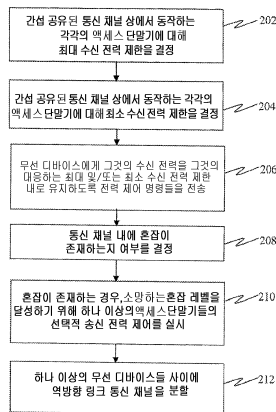 간섭 공유된 통신 채널 상에서 동작하는
각각의 액세스 단말기에 대해
최대 수신 전력 제한을 결정
202
간섭 공유된 통신 채널 상에서 동작하는 각각의
액세스 단말기에 대해 최소 수신 전력 제한을 결정
204
무선 디바이스에게 그것의 수신 전력을 그것의
대응하는 최대 및/또는 최소 수신 전력 제한
내로 유지하도록 전력 제어 명령들을 전송
206
통신 채널 내에 혼잡이
존재하는지 여부를 결정
208
혼잡이 존재하는 경우,소망하는 혼잡 레벨을
달성하기 위해 하나 이상의액세스단말기들의
선택적 송신 전력 제어를 실시
210
하나 이상의 무선 디바이스들 사이에
역방향 링크 통신 채널을 분할
212